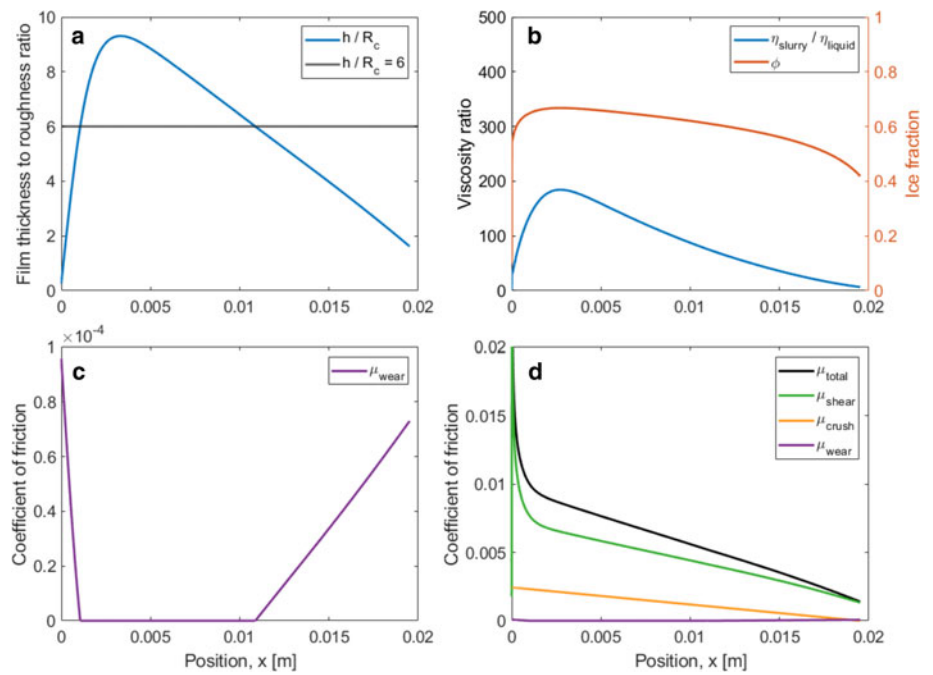 a
h / R_c
h / R_c = 6
Film thickness to roughness ratio
0 2 4 6 8 10
0 0.005 0.01 0.015 0.02
b
η_slurry / η_liquid
ϕ
Viscosity ratio
0 100 200 300 400 500
Ice fraction
0 0.2 0.4 0.6 0.8 1
0 0.005 0.01 0.015 0.02
×10^-4
c
μ_wear
Coefficient of friction
0 0.2 0.4 0.6 0.8 1
0 0.005 0.01 0.015 0.02
Position, x [m]
d
μ_total
μ_shear
μ_crush
μ_wear
Coefficient of friction
0 0.005 0.01 0.015 0.02
0 0.005 0.01 0.015 0.02
Position, x [m]